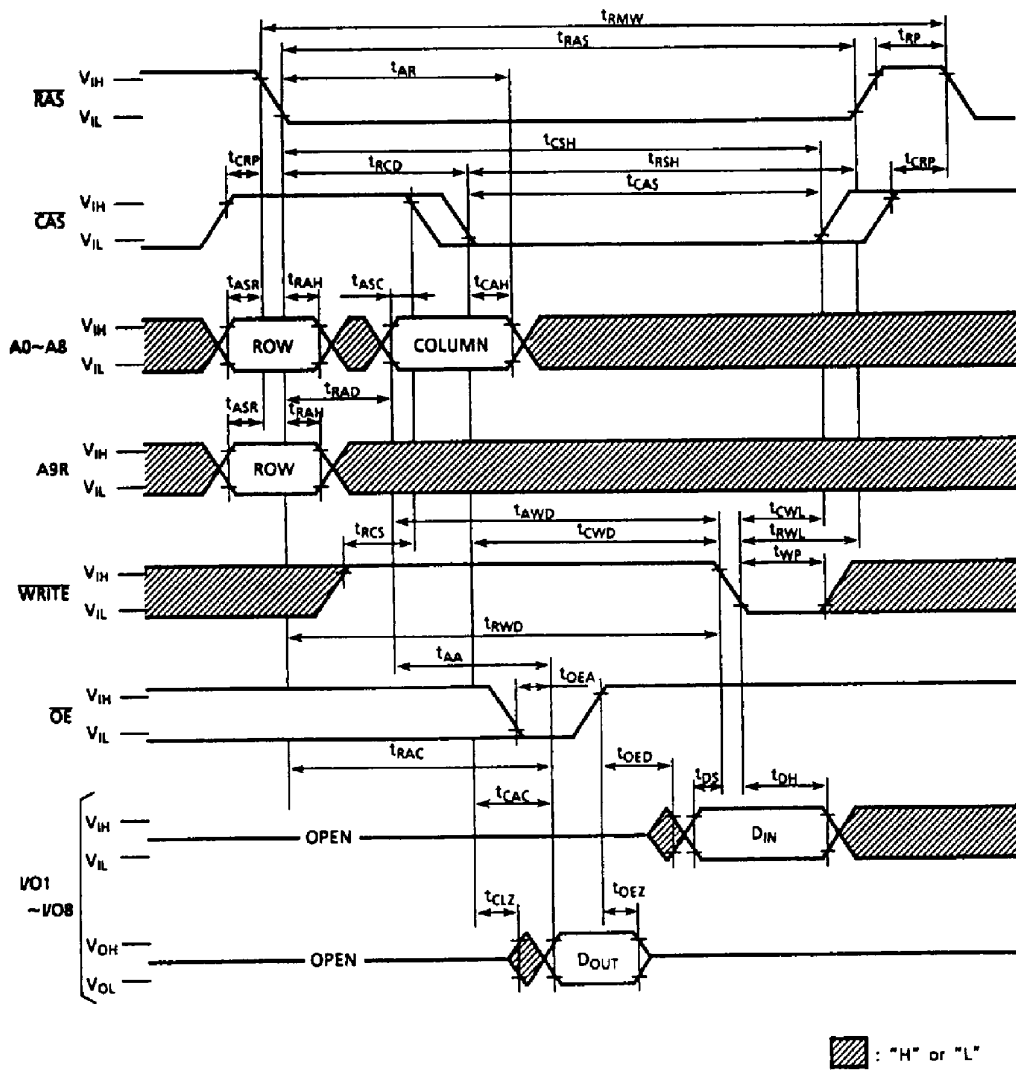 tRMW
tRAS
tRP
tAR
RAS
VIH
VIL
tCSH
tCRP
tRCD
tRSH
tCRP
tCAS
CAS
VIH
VIL
tASR
tRAH
tASC
tCAH
A0~A8
VIH
VIL
ROW
COLUMN
tRAD
tASR
tRAH
A9R
VIH
VIL
ROW
tAWD
tCWL
tRCS
tCWD
tRWL
tWP
WRITE
VIH
VIL
tRWD
tAA
tOEA
OE
VIH
VIL
tRAC
tOED
tDS
tDH
tCAC
VIH
VIL
OPEN
DIN
I/O1
~I/O8
tCLZ
tOEZ
VOH
VOL
OPEN
DOUT
: "H" or "L"